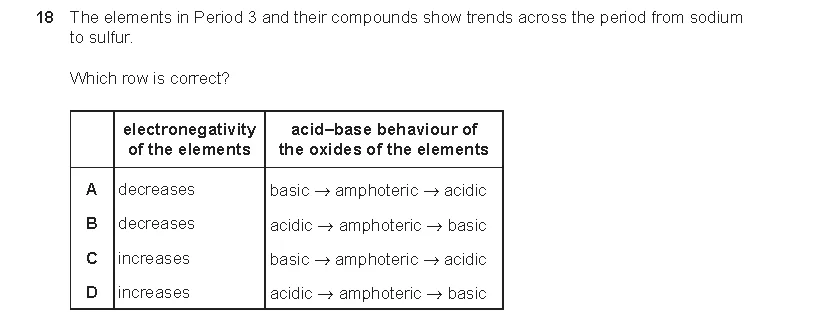 18 The elements in Period 3 and their compounds show trends across the period from sodium
to sulfur.
Which row is correct?
electronegativity of the elements
acid–base behaviour of the oxides of the elements
A decreases basic → amphoteric → acidic
B decreases acidic → amphoteric → basic
C increases basic → amphoteric → acidic
D increases acidic → amphoteric → basic